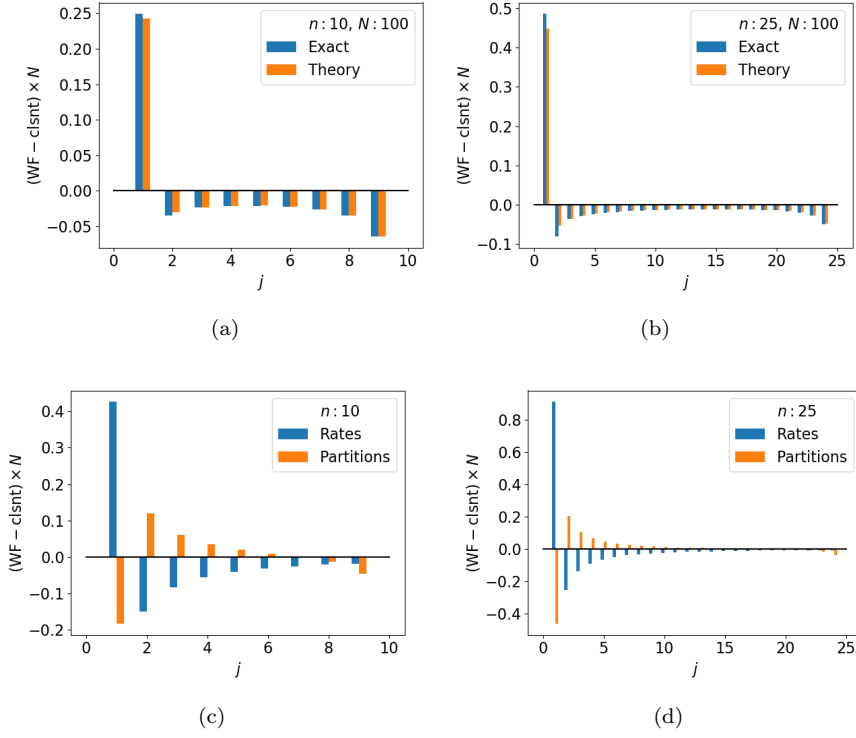 n : 10, N : 100
Exact
Theory
(WF − clsnt) × N
0.25
0.20
0.15
0.10
0.05
0.00
−0.05
0 2 4 6 8 10
j
(a)
n : 25, N : 100
Exact
Theory
(WF − clsnt) × N
0.5
0.4
0.3
0.2
0.1
0.0
−0.1
0 5 10 15 20 25
j
(b)
n : 10
Rates
Partitions
(WF − clsnt) × N
0.4
0.3
0.2
0.1
0.0
−0.1
−0.2
0 2 4 6 8 10
j
(c)
n : 25
Rates
Partitions
(WF − clsnt) × N
0.8
0.6
0.4
0.2
0.0
−0.2
−0.4
0 5 10 15 20 25
j
(d)